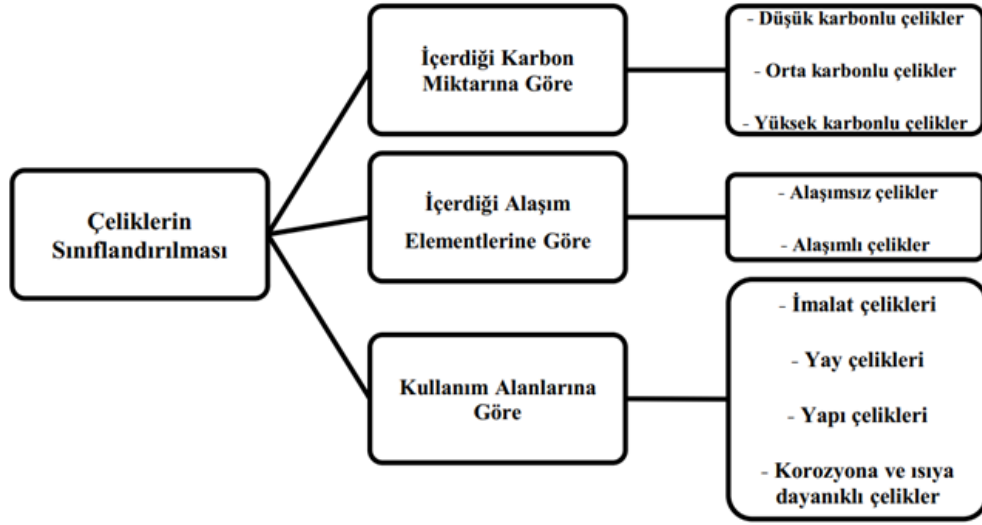 Çeliklerin
Sınıflandırılması
İçerdiği Karbon
Miktarına Göre
- Düşük karbonlu çelikler
- Orta karbonlu çelikler
- Yüksek karbonlu çelikler
İçerdiği Alaşım
Elementlerine Göre
- Alaşımsız çelikler
- Alaşımlı çelikler
Kullanım Alanlarına
Göre
- İmalat çelikleri
- Yay çelikleri
- Yapı çelikleri
- Korozyona ve ısıya
dayanıklı çelikler